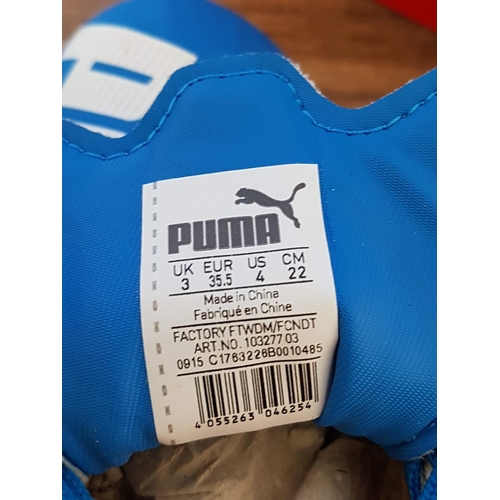 PUMA
UK EUR US CM
3 35.5 4 22
Made in China
Fabriqué en Chine
FACTORY FTWDM/FCNDT
ART.NO. 103277 03
0915 C1763226B0010485
4 055263 046254